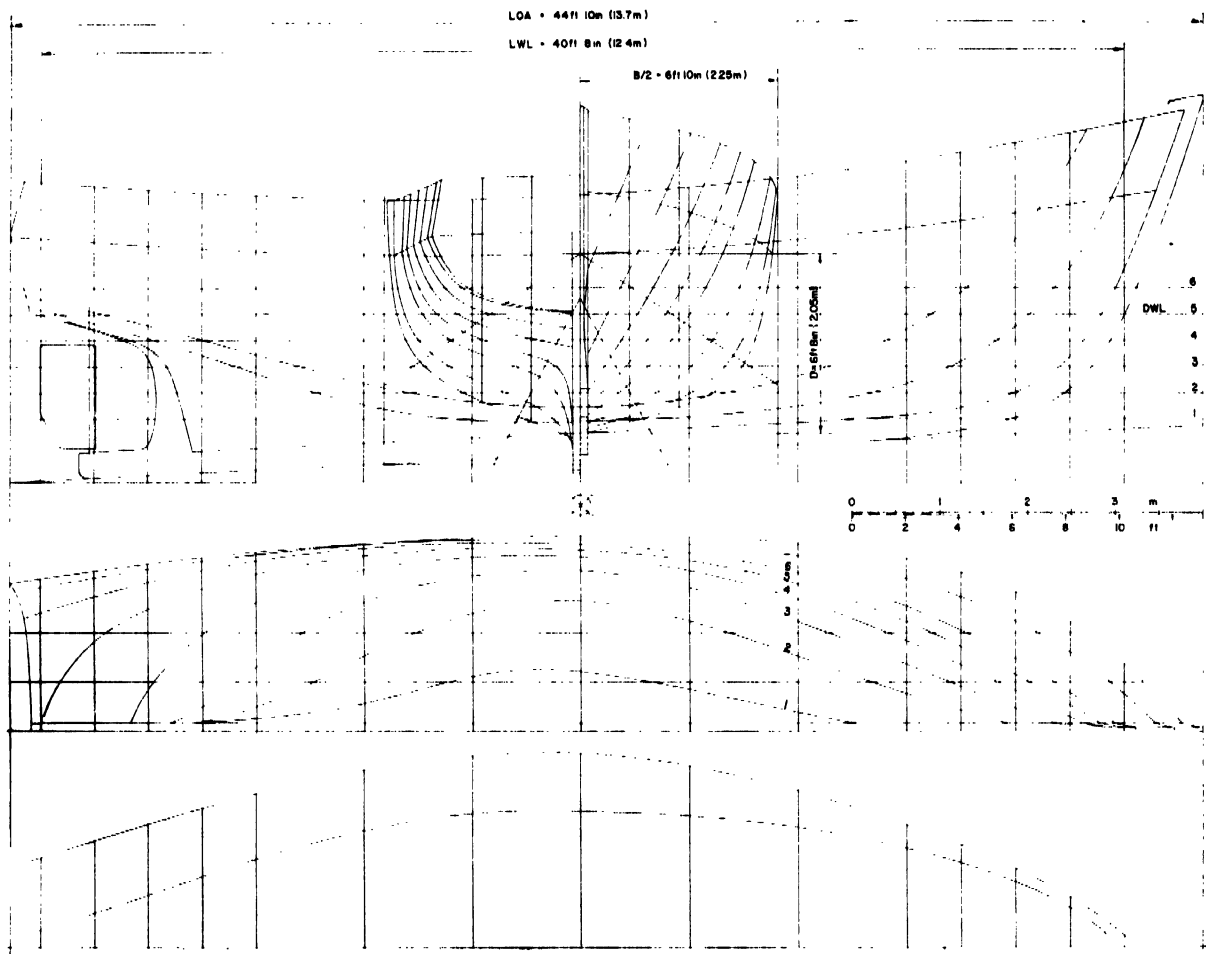 LOA = 44ft 10in (13.7m)
LWL = 40ft 8in (12.4m)
B/2 = 6ft 10in (2.25m)
D=6ft 8in (2.05m)
6
DWL 5
4
3
2
1
0 1 2 3 m
0 2 4 6 8 10 ft
1
4
3
2
1